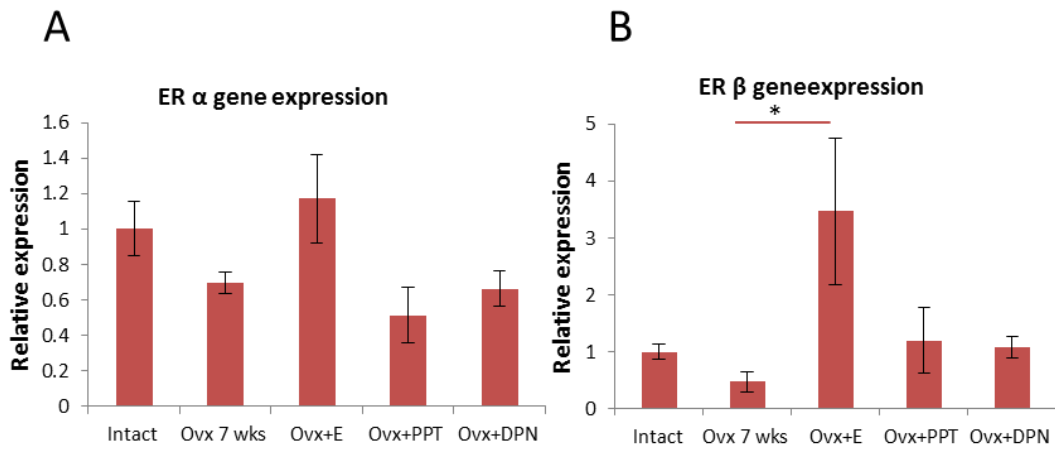 A
B
ER α gene expression
ER β geneexpression
*
Relative expression
1.6
1.4
1.2
1
0.8
0.6
0.4
0.2
0
Intact Ovx 7 wks Ovx+E Ovx+PPT Ovx+DPN
Relative expression
5
4
3
2
1
0
Intact Ovx 7 wks Ovx+E Ovx+PPT Ovx+DPN